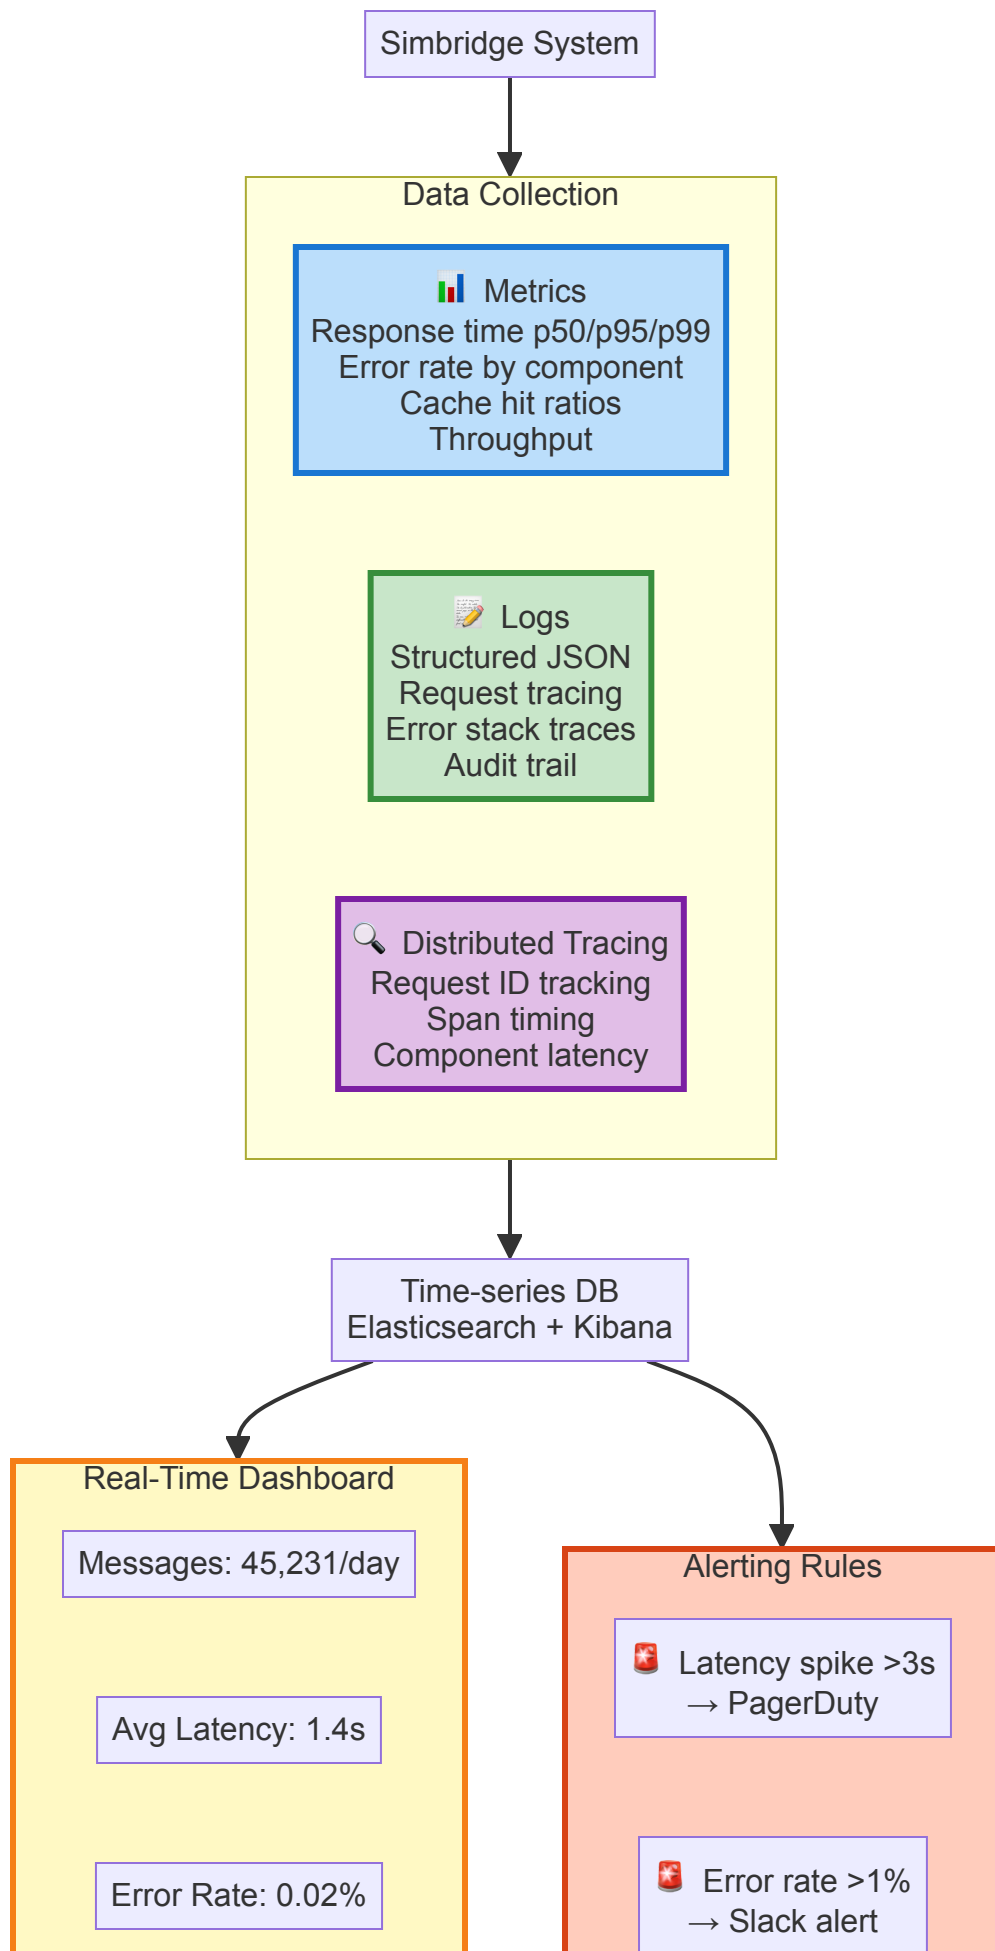 Simbridge System
Data Collection
📊 Metrics
Response time p50/p95/p99
Error rate by component
Cache hit ratios
Throughput
📝 Logs
Structured JSON
Request tracing
Error stack traces
Audit trail
🔍 Distributed Tracing
Request ID tracking
Span timing
Component latency
Time-series DB
Elasticsearch + Kibana
Real-Time Dashboard
Messages: 45,231/day
Avg Latency: 1.4s
Error Rate: 0.02%
Alerting Rules
🚨 Latency spike >3s
→ PagerDuty
🚨 Error rate >1%
→ Slack alert